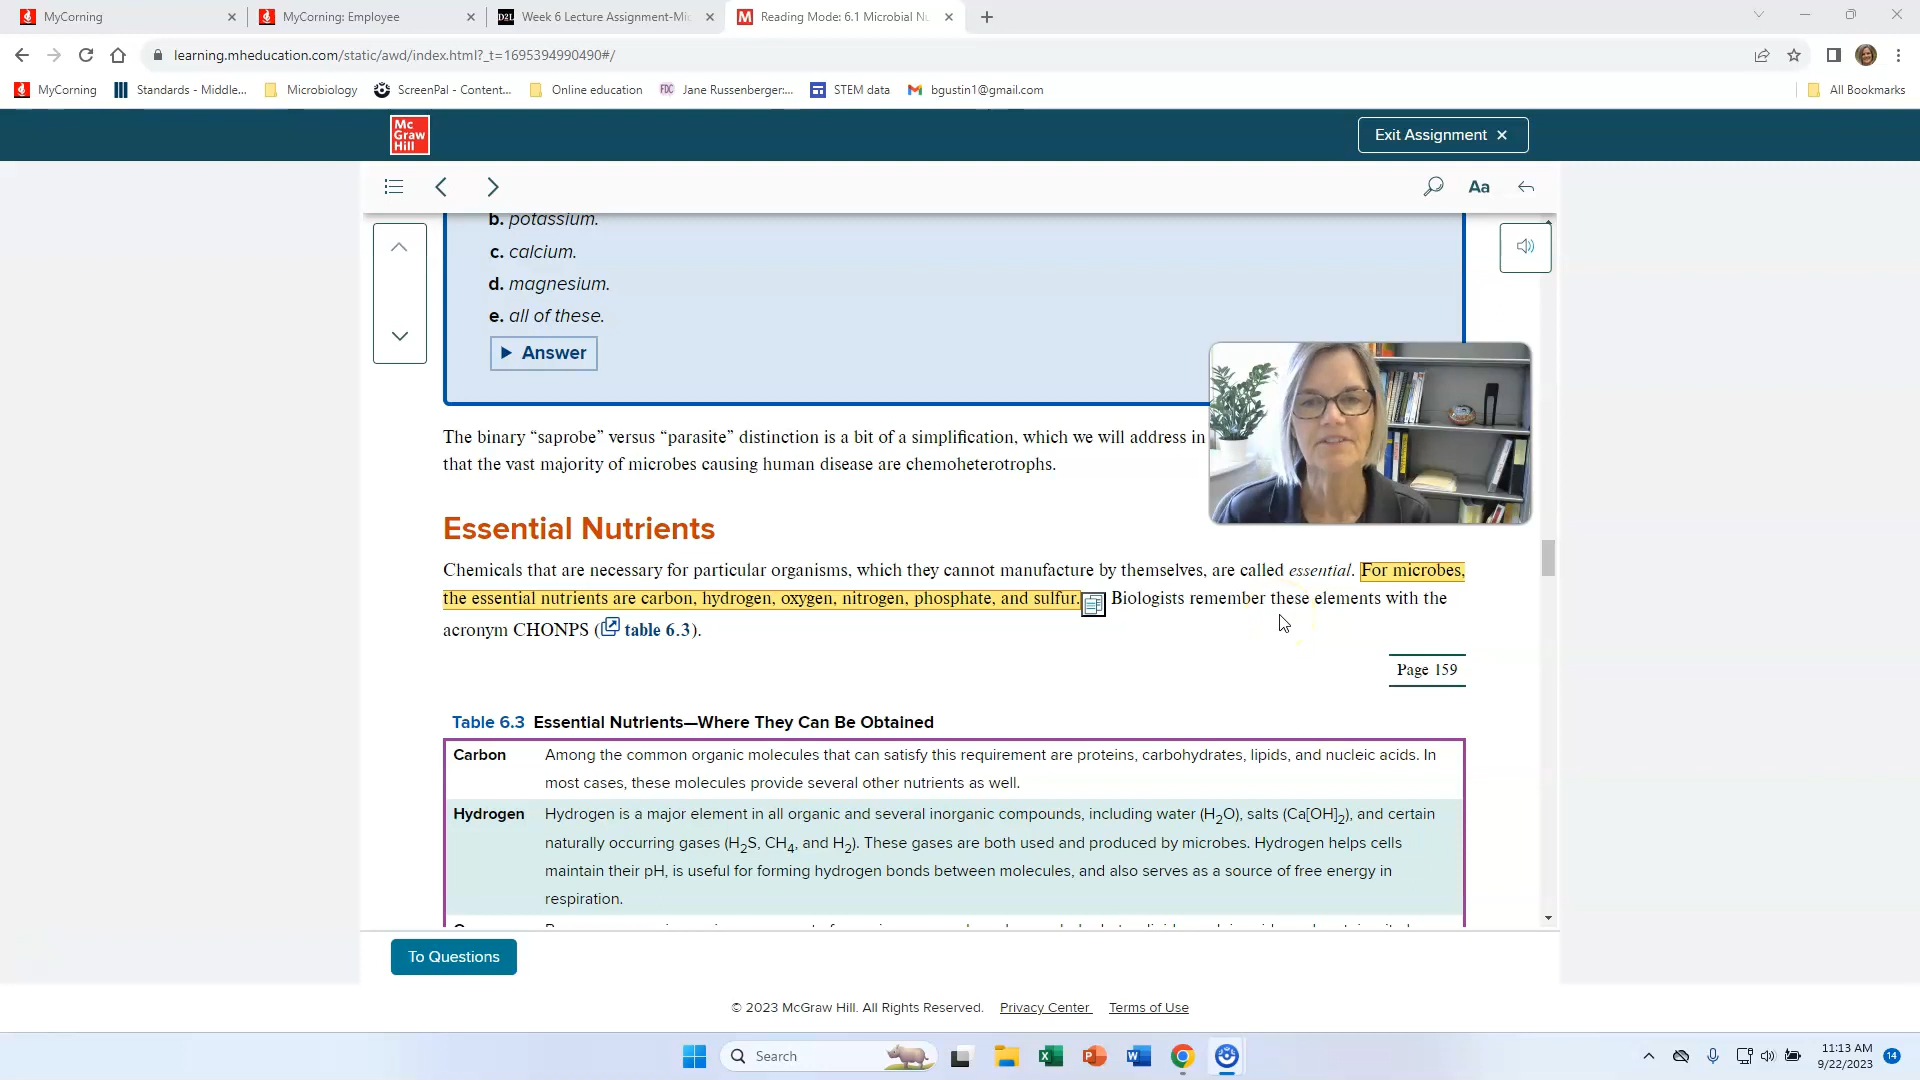 MyCorning
MyCorning: Employee
D2L
Week 6 Lecture Assignment-Mi
M
Reading Mode: 6.1 Microbial Nu
learning.mheducation.com/static/awd/index.html?_t=1695394990490#/
MyCorning
Standards - Middle...
Microbiology
ScreenPal - Content...
Online education
FDC
Jane Russenberger:...
STEM data
bgustin1@gmail.com
All Bookmarks
Mc
Graw
Hill
Exit Assignment
Aa
b. potassium.
c. calcium.
d. magnesium.
e. all of these.
Answer
The binary “saprobe” versus “parasite” distinction is a bit of a simplification, which we will address in
that the vast majority of microbes causing human disease are chemoheterotrophs.
Essential Nutrients
Chemicals that are necessary for particular organisms, which they cannot manufacture by themselves, are called essential. For microbes,
the essential nutrients are carbon, hydrogen, oxygen, nitrogen, phosphate, and sulfur. Biologists remember these elements with the
acronym CHONPS ( table 6.3).
Page 159
Table 6.3 Essential Nutrients—Where They Can Be Obtained
Carbon Among the common organic molecules that can satisfy this requirement are proteins, carbohydrates, lipids, and nucleic acids. In
most cases, these molecules provide several other nutrients as well.
Hydrogen Hydrogen is a major element in all organic and several inorganic compounds, including water (H2O), salts (Ca[OH]2), and certain
naturally occurring gases (H2S, CH4, and H2). These gases are both used and produced by microbes. Hydrogen helps cells
maintain their pH, is useful for forming hydrogen bonds between molecules, and also serves as a source of free energy in
respiration.
To Questions
© 2023 McGraw Hill. All Rights Reserved. Privacy Center Terms of Use
Search
11:13 AM
9/22/2023
14